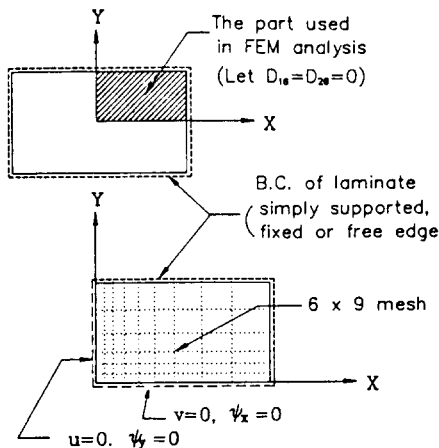 Y
The part used
in FEM analysis
(Let D₁₆=D₂₆=0)
X
B.C. of laminate
simply supported,
fixed or free edge
Y
6 x 9 mesh
X
v=0, ψₓ=0
u=0. ψᵧ=0